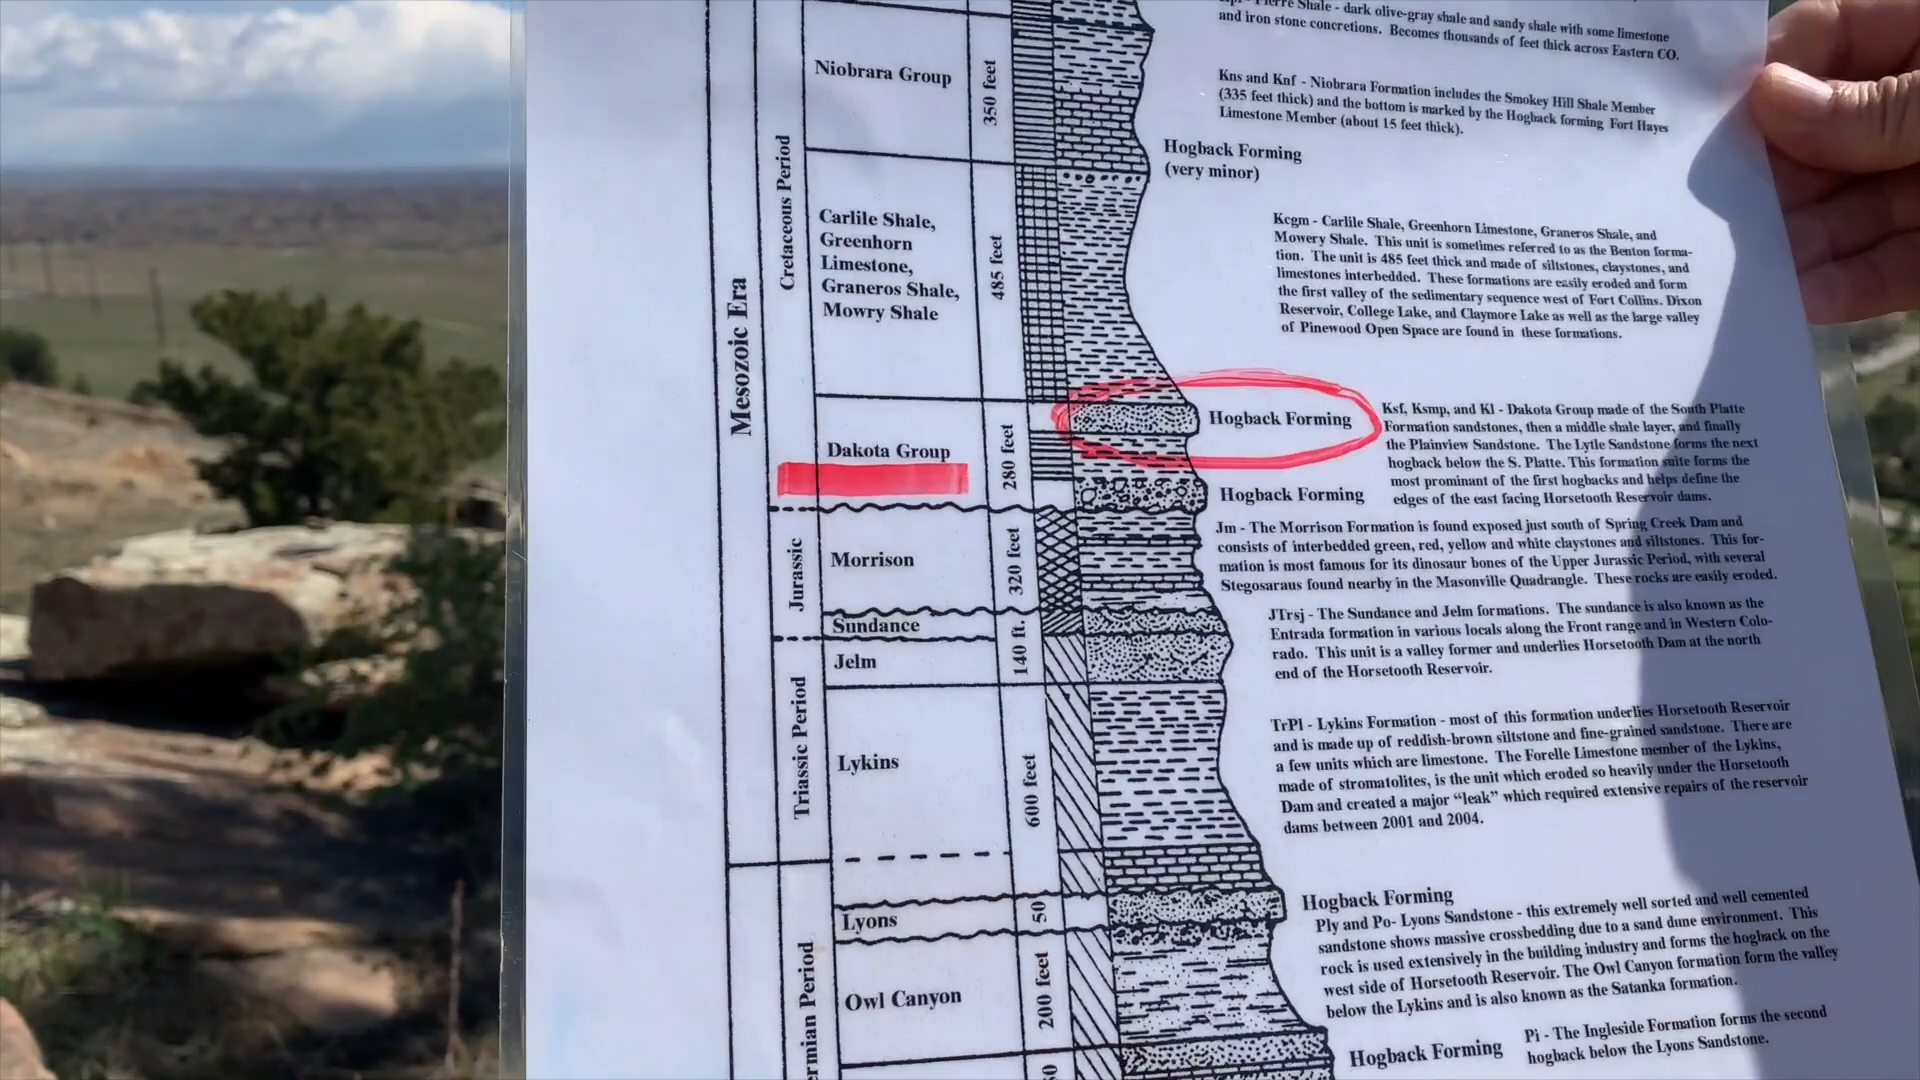 Pierre Shale - dark olive-gray shale and sandy shale with some limestone
and iron stone concretions. Becomes thousands of feet thick across Eastern CO.
Niobrara Group
350 feet
Kns and Knf - Niobrara Formation includes the Smokey Hill Shale Member
(335 feet thick) and the bottom is marked by the Hogback forming Fort Hayes
Limestone Member (about 15 feet thick).
Hogback Forming
(very minor)
Mesozoic Era
Cretaceous Period
Carlile Shale,
Greenhorn
Limestone,
Graneros Shale,
Mowry Shale
485 feet
Kcgm - Carlile Shale, Greenhorn Limestone, Graneros Shale, and
Mowery Shale. This unit is sometimes referred to as the Benton forma-
tion. The unit is 485 feet thick and made of siltstones, claystones, and
limestones interbedded. These formations are easily eroded and form
the first valley of the sedimentary sequence west of Fort Collins. Dixon
Reservoir, College Lake, and Claymore Lake as well as the large valley
of Pinewood Open Space are found in these formations.
Dakota Group
280 feet
Hogback Forming
Ksf, Ksmp, and Kl - Dakota Group made of the South Platte
Formation sandstones, then a middle shale layer, and finally
the Plainview Sandstone. The Lytle Sandstone forms the next
hogback below the S. Platte. This formation suite forms the
most prominent of the first hogbacks and helps define the
edges of the east facing Horsetooth Reservoir dams.
Hogback Forming
Jurassic
Morrison
320 feet
Jm - The Morrison Formation is found exposed just south of Spring Creek Dam and
consists of interbedded green, red, yellow and white claystones and siltstones. This for-
mation is most famous for its dinosaur bones of the Upper Jurassic Period, with several
Stegosaraus found nearby in the Masonville Quadrangle. These rocks are easily eroded.
Sundance
Jelm
140 ft.
JTrsj - The Sundance and Jelm formations. The sundance is also known as the
Entrada formation in various locals along the Front range and in Western Colo-
rado. This unit is a valley former and underlies Horsetooth Dam at the north
end of the Horsetooth Reservoir.
Triassic Period
Lykins
600 feet
TrPl - Lykins Formation - most of this formation underlies Horsetooth Reservoir
and is made up of reddish-brown siltstone and fine-grained sandstone. There are
a few units which are limestone. The Forelle Limestone member of the Lykins,
made of stromatolites, is the unit which eroded so heavily under the Horsetooth
Dam and created a major “leak” which required extensive repairs of the reservoir
dams between 2001 and 2004.
ermian Period
Lyons
50
Hogback Forming
Ply and Po- Lyons Sandstone - this extremely well sorted and well cemented
sandstone shows massive crossbedding due to a sand dune environment. This
rock is used extensively in the building industry and forms the hogback on the
west side of Horsetooth Reservoir. The Owl Canyon formation form the valley
below the Lykins and is also known as the Satanka formation.
Owl Canyon
200 feet
Hogback Forming
Pi - The Ingleside Formation forms the second
hogback below the Lyons Sandstone.